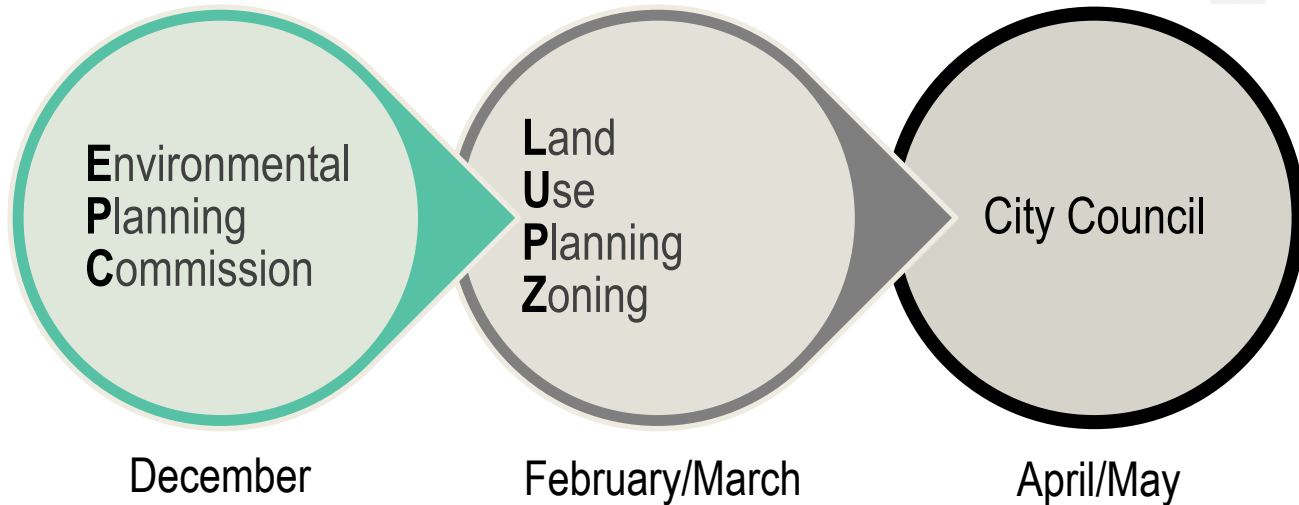 Environmental
Planning
Commission
Land
Use
Planning
Zoning
City Council
December
February/March
April/May